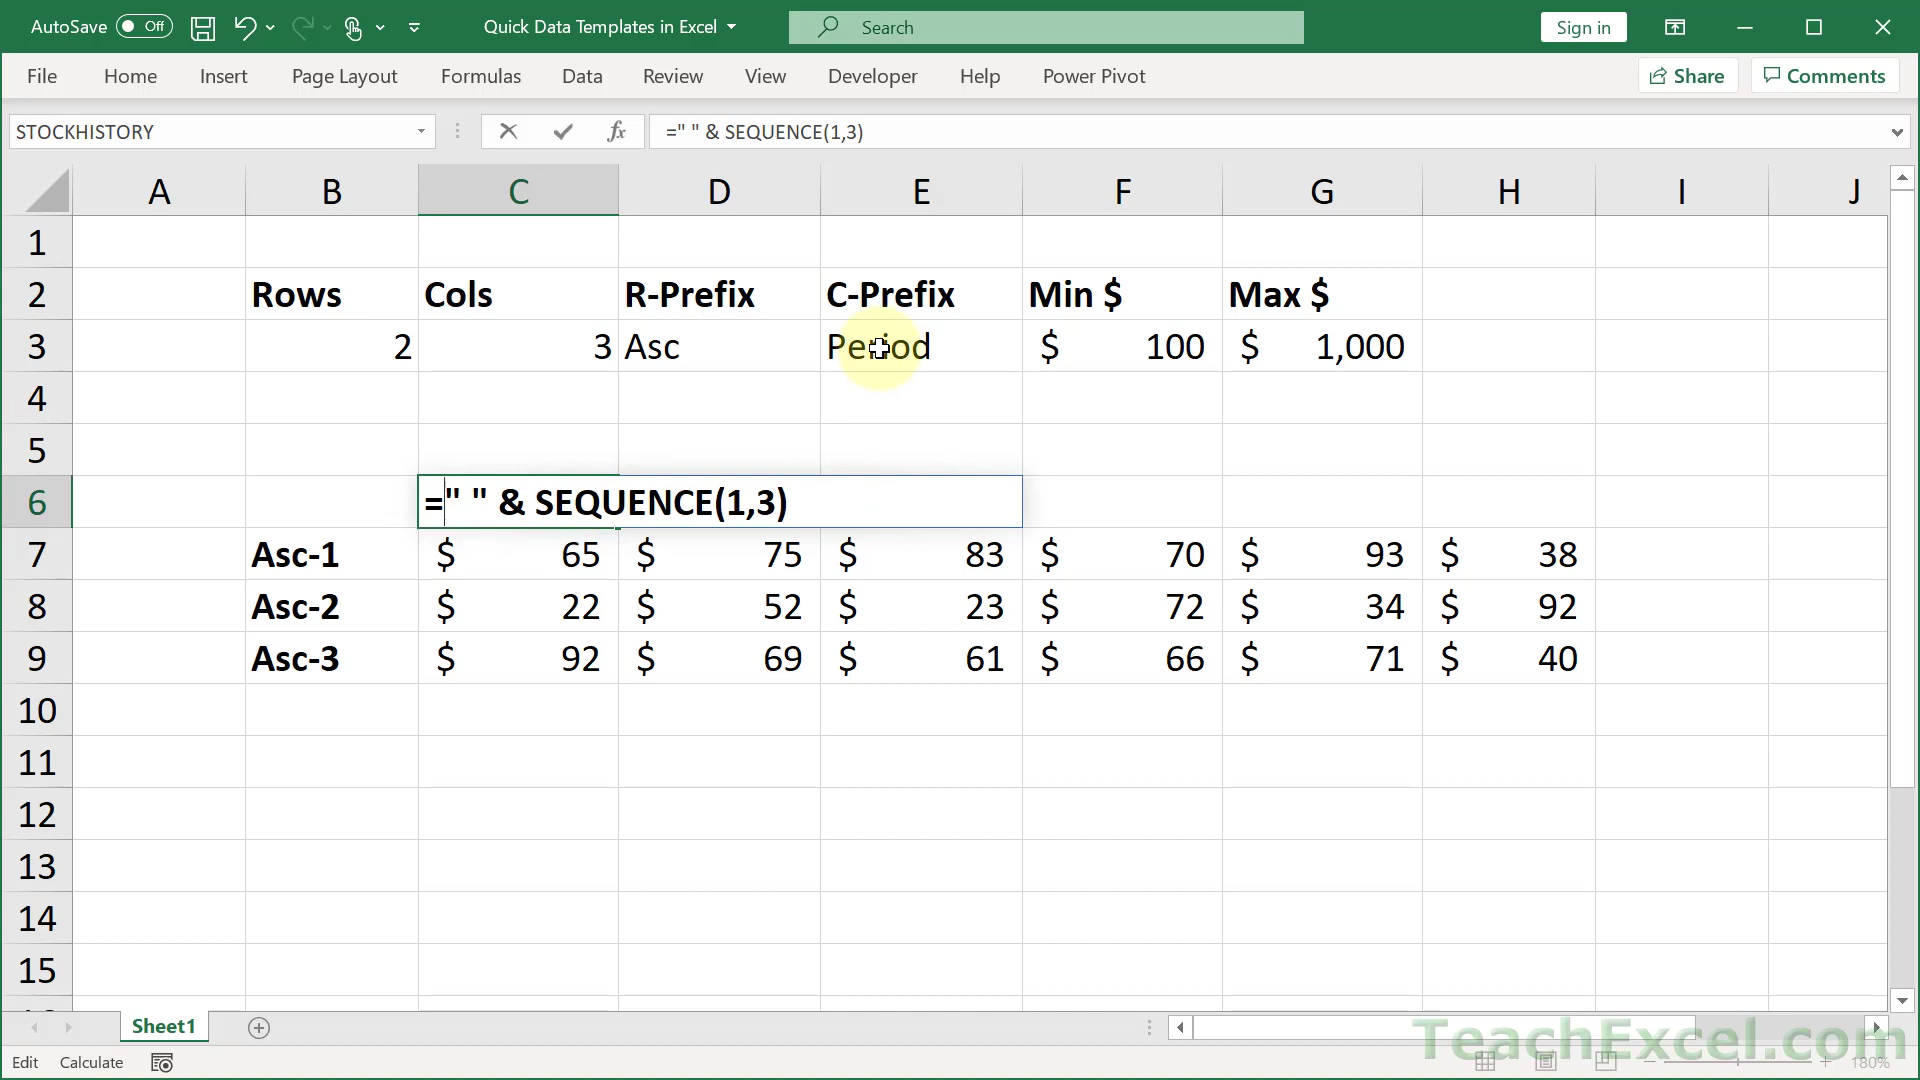 AutoSave Off Quick Data Templates in Excel Search Sign in
File Home Insert Page Layout Formulas Data Review View Developer Help Power Pivot Share Comments
STOCKHISTORY fx =" " & SEQUENCE(1,3)
A B C D E F G H I J
1
2 Rows Cols R-Prefix C-Prefix Min $ Max $
3 2 3 Asc Period $ 100 $ 1,000
4
5
6 =" " & SEQUENCE(1,3)
7 Asc-1 $ 65 $ 75 $ 83 $ 70 $ 93 $ 38
8 Asc-2 $ 22 $ 52 $ 23 $ 72 $ 34 $ 92
9 Asc-3 $ 92 $ 69 $ 61 $ 66 $ 71 $ 40
10
11
12
13
14
15
Sheet1
TeachExcel.com
Edit Calculate 180%